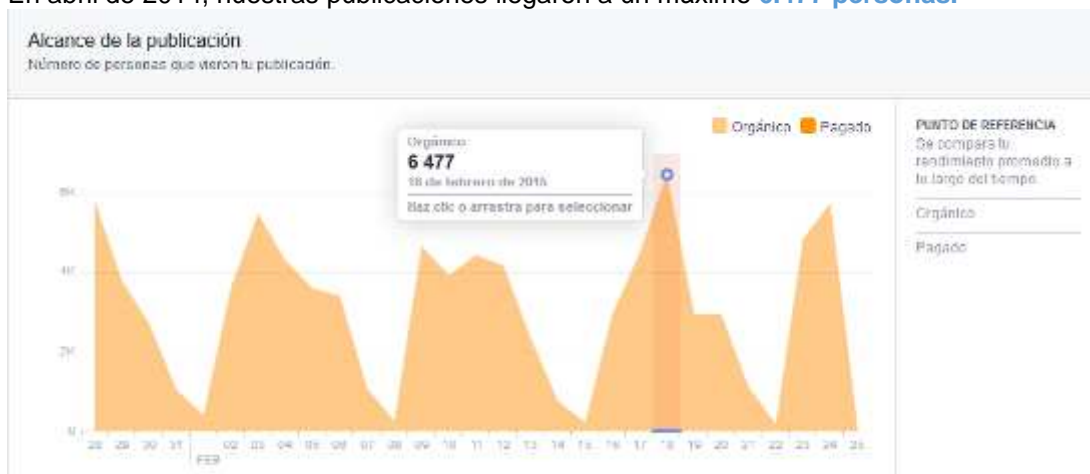 En abril de 2014, nuestras publicaciones llegaron a un máximo 6.477 personas.
Alcance de la publicación
Número de personas que vieron tu publicación.
Orgánico Pagado
Orgánico
6 477
18 de febrero de 2015
Haz clic o arrastra para seleccionar
PUNTO DE REFERENCIA
Se compara tu
rendimiento promedio a
lo largo del tiempo.
Orgánico
Pagado
6K
4K
2K
0
28 29 30 31 02 03 04 05 06 07 08 09 10 11 12 13 14 15 16 17 18 19 20 21 22 23 24 25
FEB